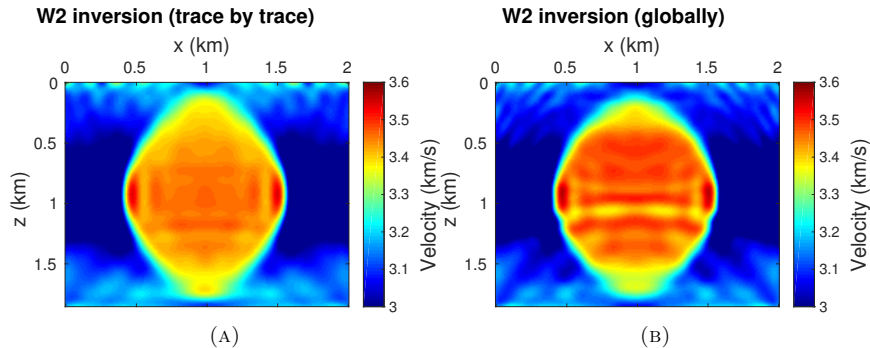 W2 inversion (trace by trace)
x (km)
0 0.5 1 1.5 2
0
0.5
1
1.5
z (km)
3.6
3.5
3.4
3.3
3.2
3.1
3
Velocity (km/s)
(A)
W2 inversion (globally)
x (km)
0 0.5 1 1.5 2
0
0.5
1
1.5
z (km)
3.6
3.5
3.4
3.3
3.2
3.1
3
Velocity (km/s)
(B)